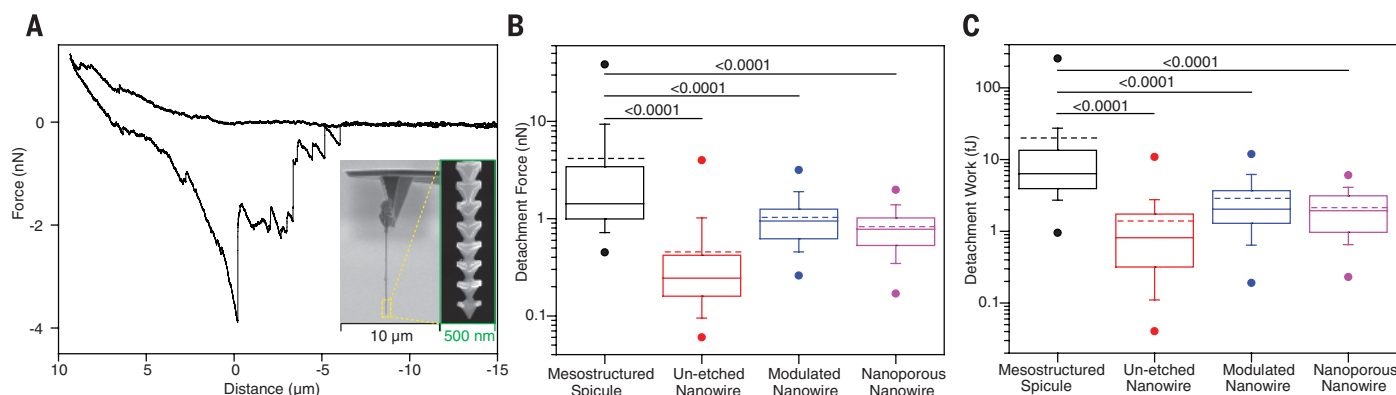 A
Force (nN)
0
-2
-4
10
5
0
-5
-10
-15
Distance (µm)
10 µm
500 nm
B
Detachment Force (nN)
10
1
0.1
<0.0001
<0.0001
<0.0001
Mesostructured
Spicule
Un-etched
Nanowire
Modulated
Nanowire
Nanoporous
Nanowire
C
Detachment Work (fJ)
100
10
1
0.1
<0.0001
<0.0001
<0.0001
Mesostructured
Spicule
Un-etched
Nanowire
Modulated
Nanowire
Nanoporous
Nanowire